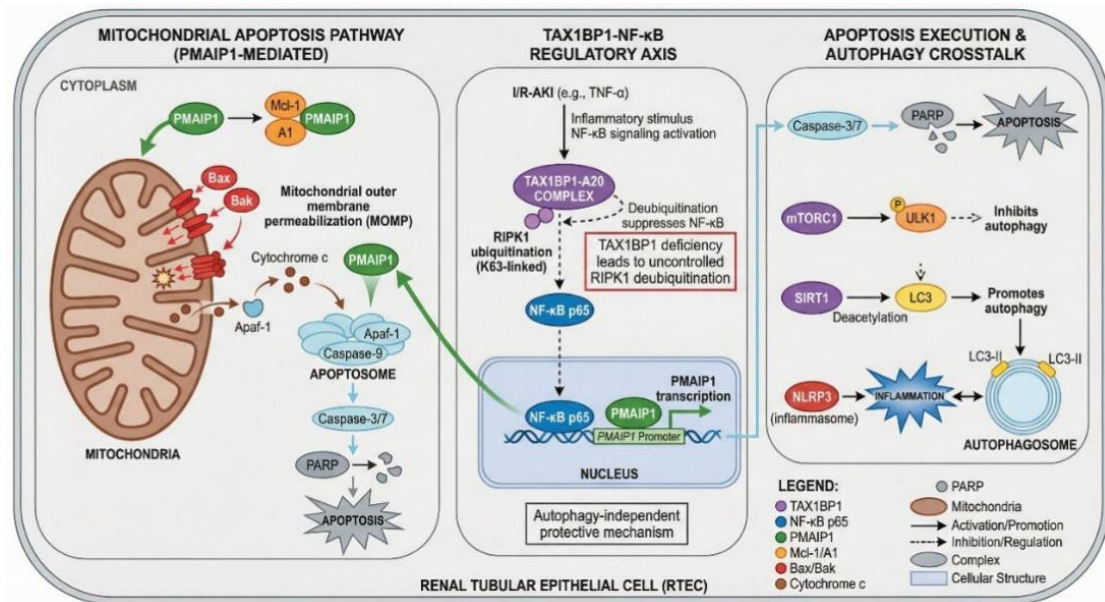 MITOCHONDRIAL APOPTOSIS PATHWAY
(PMAIP1-MEDIATED)
CYTOPLASM
PMAIP1
Mcl-1
A1
PMAIP1
Bax
Bak
Mitochondrial outer
membrane permeabilization (MOMP)
Cytochrome c
Apaf-1
PMAIP1
Apaf-1
Caspase-9
APOPTOSOME
Caspase-3/7
PARP
APOPTOSIS
MITOCHONDRIA
TAX1BP1-NF-κB
REGULATORY AXIS
I/R-AKI (e.g., TNF-α)
Inflammatory stimulus
NF-κB signaling activation
TAX1BP1-A20
COMPLEX
Deubiquitination
suppresses NF-κB
RIPK1
ubiquitination
(K63-linked)
TAX1BP1 deficiency
leads to uncontrolled
RIPK1 deubiquitination
NF-κB p65
NF-κB p65
PMAIP1
PMAIP1
transcription
PMAIP1 Promoter
NUCLEUS
Autophagy-independent
protective mechanism
APOPTOSIS EXECUTION &
AUTOPHAGY CROSSTALK
Caspase-3/7
PARP
APOPTOSIS
mTORC1
P
ULK1
Inhibits
autophagy
SIRT1
Deacetylation
LC3
Promotes
autophagy
LC3-II
LC3-II
NLRP3
(inflammasome)
INFLAMMATION
AUTOPHAGOSOME
LEGEND:
TAX1BP1
NF-κB p65
PMAIP1
Mcl-1/A1
Bax/Bak
Cytochrome c
PARP
Mitochondria
Activation/Promotion
Inhibition/Regulation
Complex
Cellular Structure
RENAL TUBULAR EPITHELIAL CELL (RTEC)